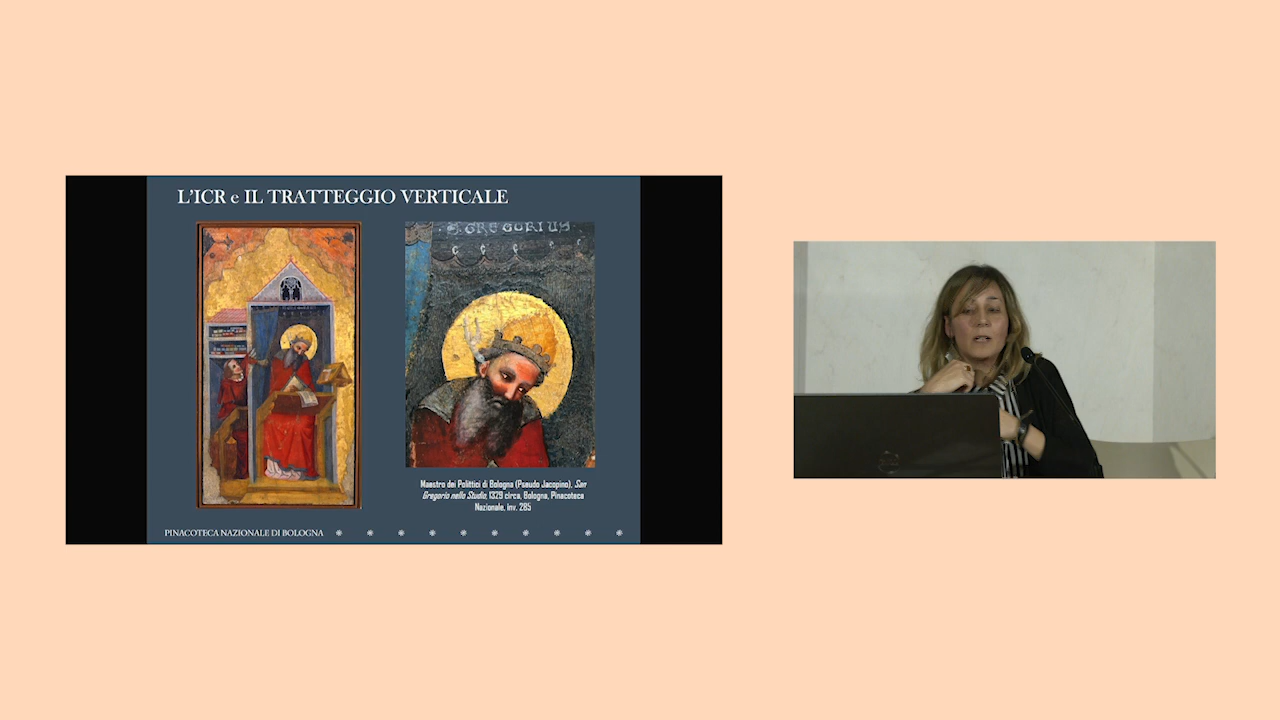 L'ICR e IL TRATTEGGIO VERTICALE
GREGORIUS
Maestro dei Polittici di Bologna (Pseudo Jacopino), San
Gregorio nello Studio, 1329 circa, Bologna, Pinacoteca
Nazionale, inv. 285
PINACOTECA NAZIONALE DI BOLOGNA